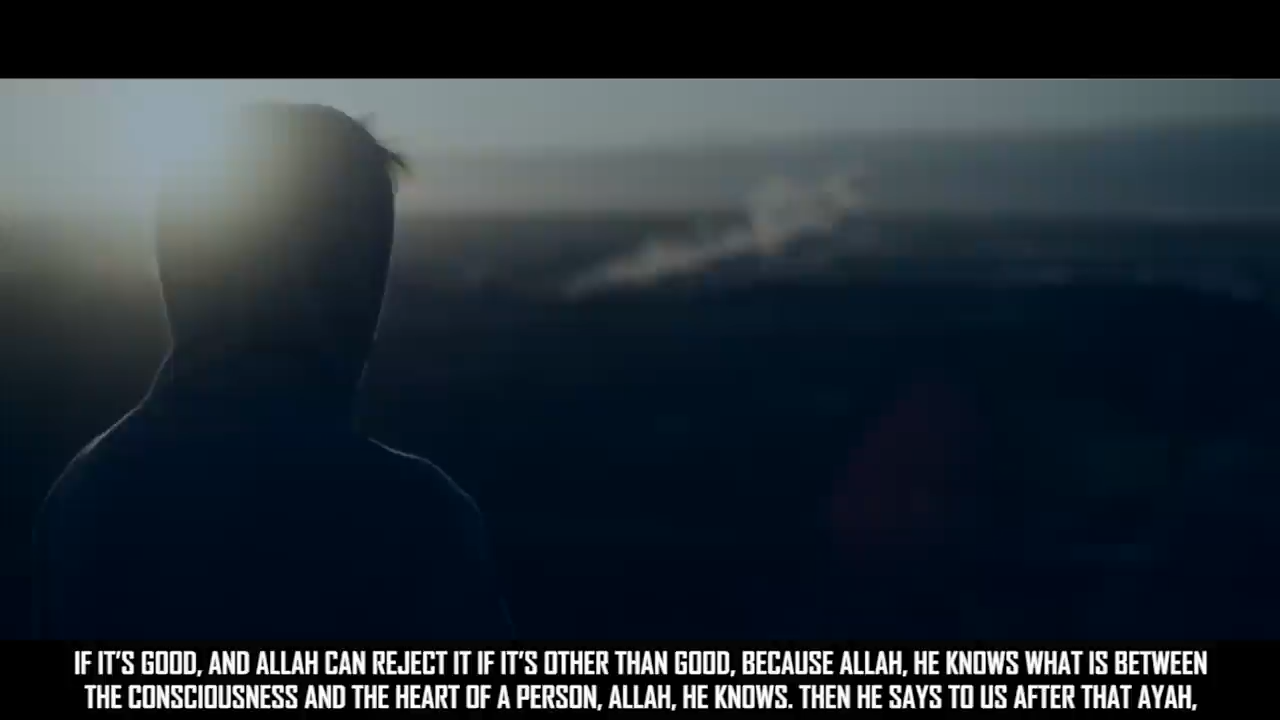 IF IT'S GOOD, AND ALLAH CAN REJECT IT IF IT'S OTHER THAN GOOD, BECAUSE ALLAH, HE KNOWS WHAT IS BETWEEN
THE CONSCIOUSNESS AND THE HEART OF A PERSON, ALLAH, HE KNOWS. THEN HE SAYS TO US AFTER THAT AYAH,